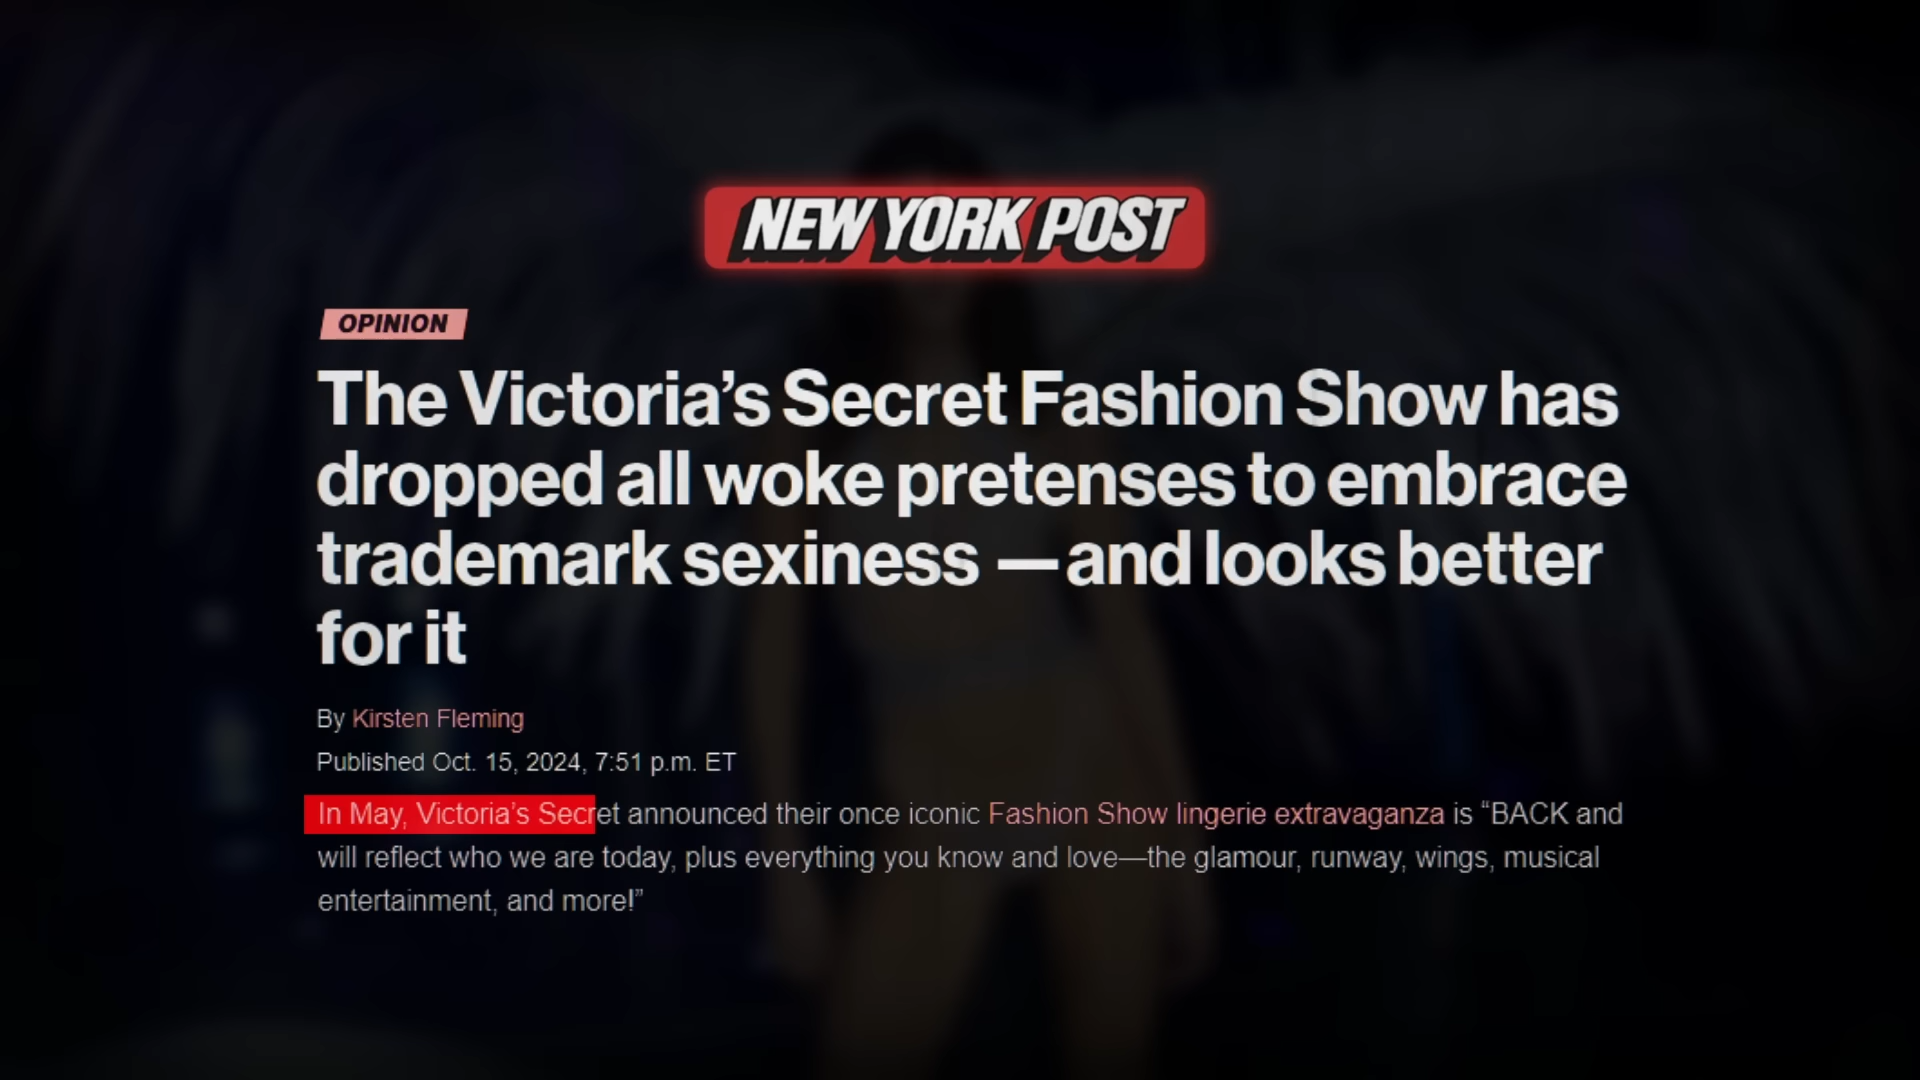 NEW YORK POST
OPINION
The Victoria’s Secret Fashion Show has
dropped all woke pretenses to embrace
trademark sexiness — and looks better
for it
By Kirsten Fleming
Published Oct. 15, 2024, 7:51 p.m. ET
In May, Victoria’s Secret announced their once iconic Fashion Show lingerie extravaganza is “BACK and
will reflect who we are today, plus everything you know and love—the glamour, runway, wings, musical
entertainment, and more!”